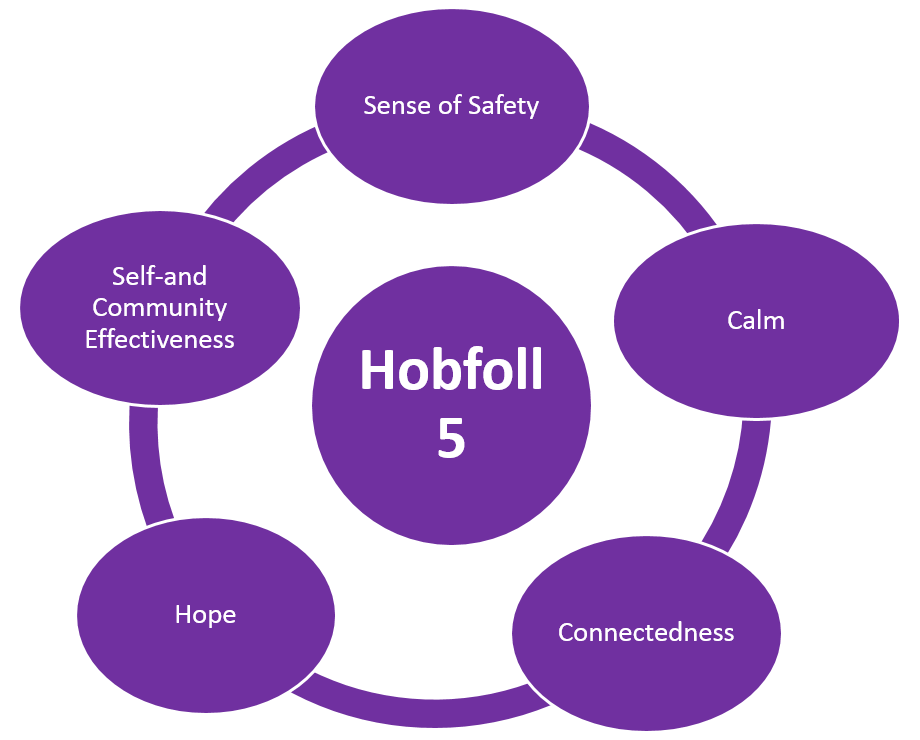 Sense of Safety
Calm
Connectedness
Hope
Self-and
Community
Effectiveness
Hobfoll
5